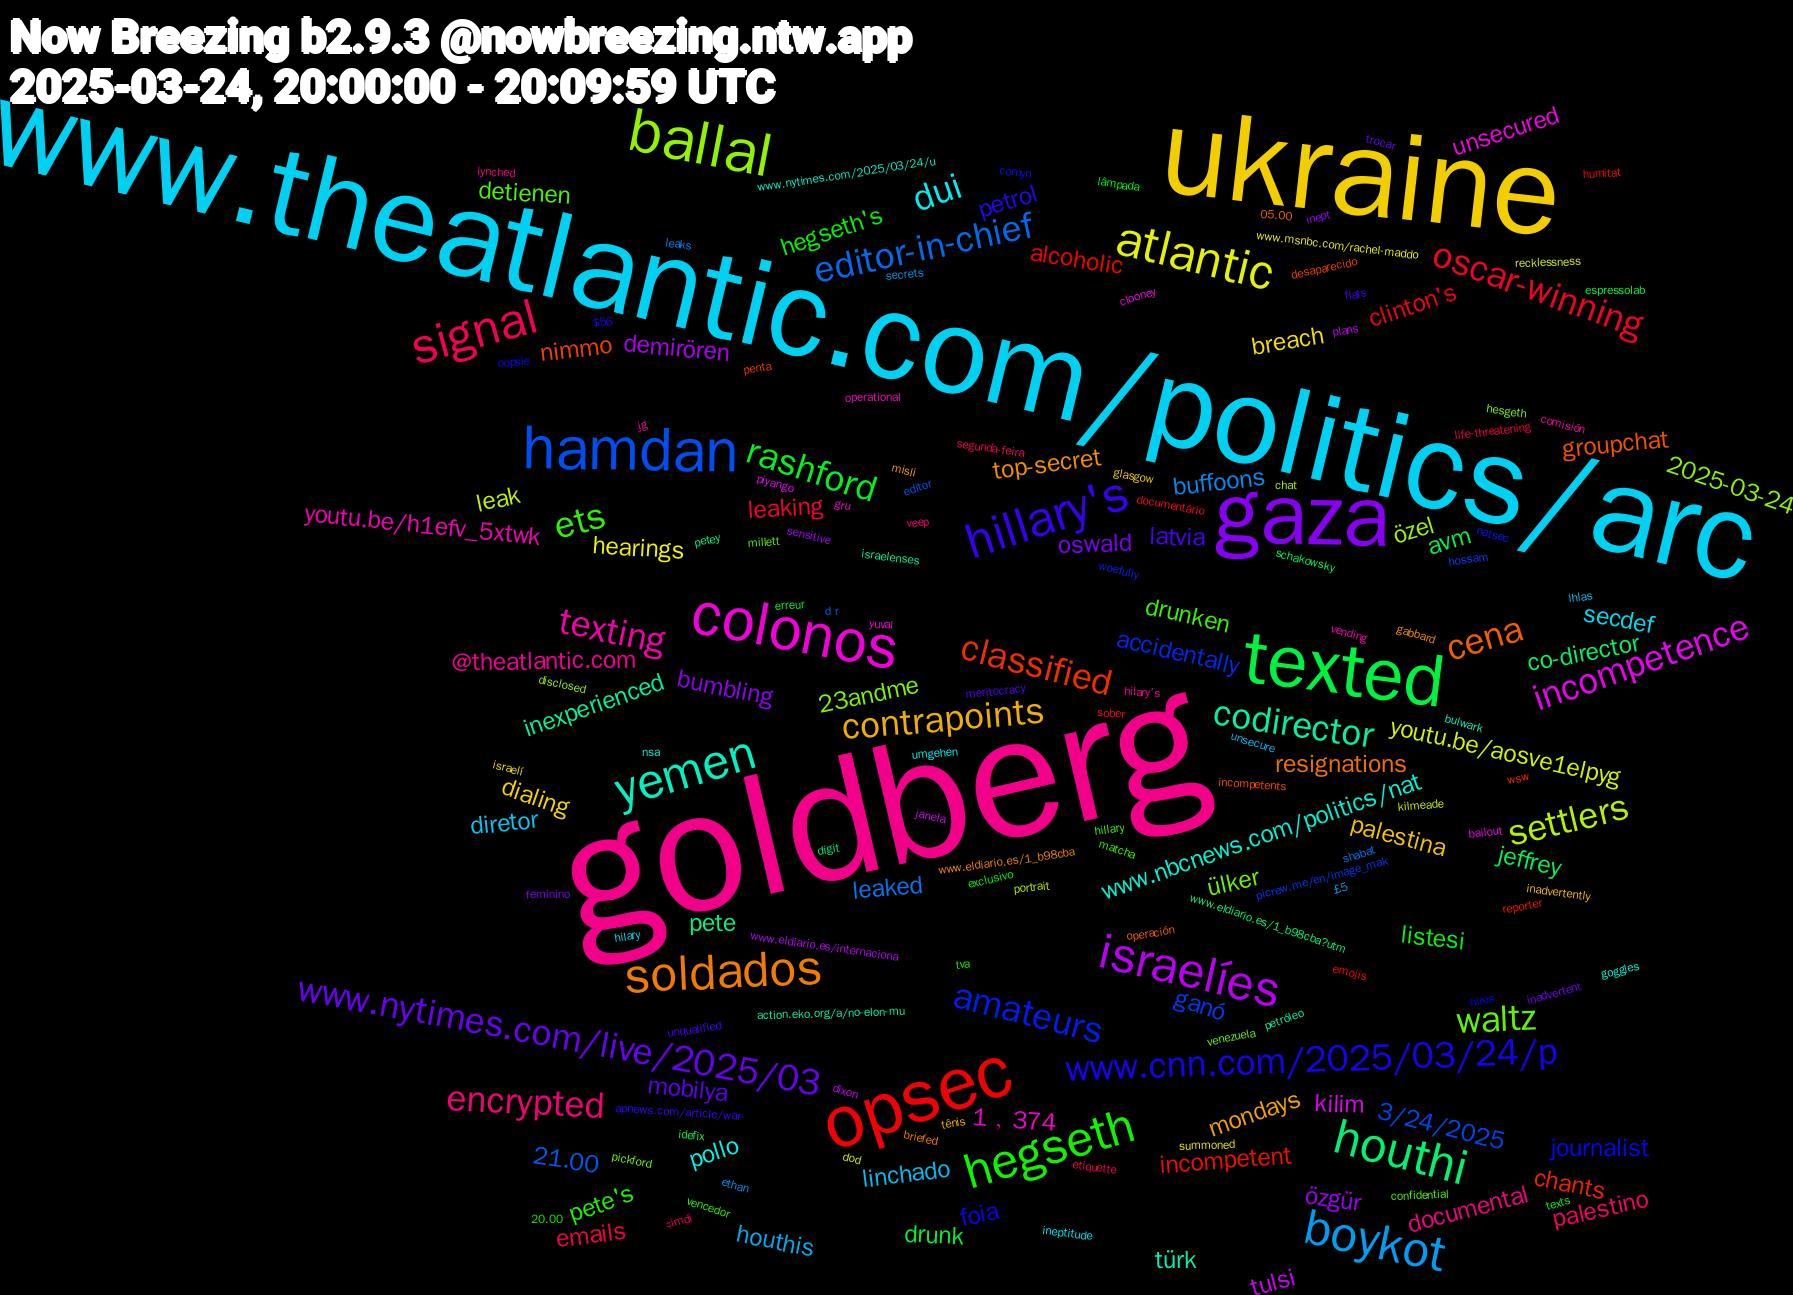 Now Breezing b2.9.3 @nowbreezing.ntw.app
2025-03-24, 20:00:00 - 20:09:59 UTC
www.theatlantic.com/politics/arc
ballal
ukraine
unsecured
www.nytimes.com/2025/03/24/u
comyn
lâmpada
trocar
humitat
lynched
detienen
dui
petrol
editor-in-chief
hegseth's
atlantic
05.00
inept
www.msnbc.com/rachel-maddo
recklessness
leaks
secrets
alcoholic
desaparecido
oscar-winning
clooney
flats
espressolab
signal
$56
clinton's
plans
breach
demirören
nimmo
oopsie
penta
operational
hamdan
jg
comisión
hesgeth
life-threatening
segunda-feira
veep
rashford
groupchat
top-secret
misli
glasgow
chat
2025-03-24
leak
piyango
editor
gru
buffoons
documentário
leaking
youtu.be/h1efv_5xtwk
ets
hearings
hillary's
gaza
özel
reporter
netsec
sensitive
petey
oswald
latvia
avm
israelenses
millett
schakowsky
hossam
woefully
d r
erreur
lhlas
drunken
secdef
texting
colonos
yuval
gabbard
vending
accidentally
cena
texted
incompetence
@theatlantic.com
classified
co-director
bumbling
23andme
disclosed
meritocracy
hilary's
inexperienced
contrapoints
codirector
youtu.be/aosve1elpyg
sober
bulwark
yemen
nsa
umgehen
unsecure
israelí
resignations
incompetents
wsw
dialing
www.nbcnews.com/politics/nat
kilmeade
£5
goldberg
settlers
diretor
palestina
inadvertently
digit
hillary
matcha
shabat
picrew.me/en/image_mak
jeffrey
leaked
ülker
www.eldiario.es/1_b98cba
exclusivo
portrait
feminino
pete
www.eldiario.es/1_b98cba?utm
reporter
operación
listesi
soldados
israelíes
www.eldiario.es/internaciona
tva
hilary
emojis
goggles
www.nytimes.com/live/2025/03
amateurs
ganó
inadvertent
action.eko.org/a/no-elon-mu
petróleo
waltz
venezuela
unqualified
opsec
www.cnn.com/2025/03/24/p
mobilya
encrypted
1，374
kilim
apnews.com/article/war-
dixon
janela
bailout
mondays
3/24/2025
idefix
tênis
summoned
briefed
hegseth
houthi
pollo
21.00
dod
pickford
journalist
etiquette
incompetent
linchado
ethan
confidential
chants
özgür
documental
palestino
pete's
vencedor
foia
texts
simdi
20.00
emails
drunk
houthis
ineptitude
boykot
türk
tulsi